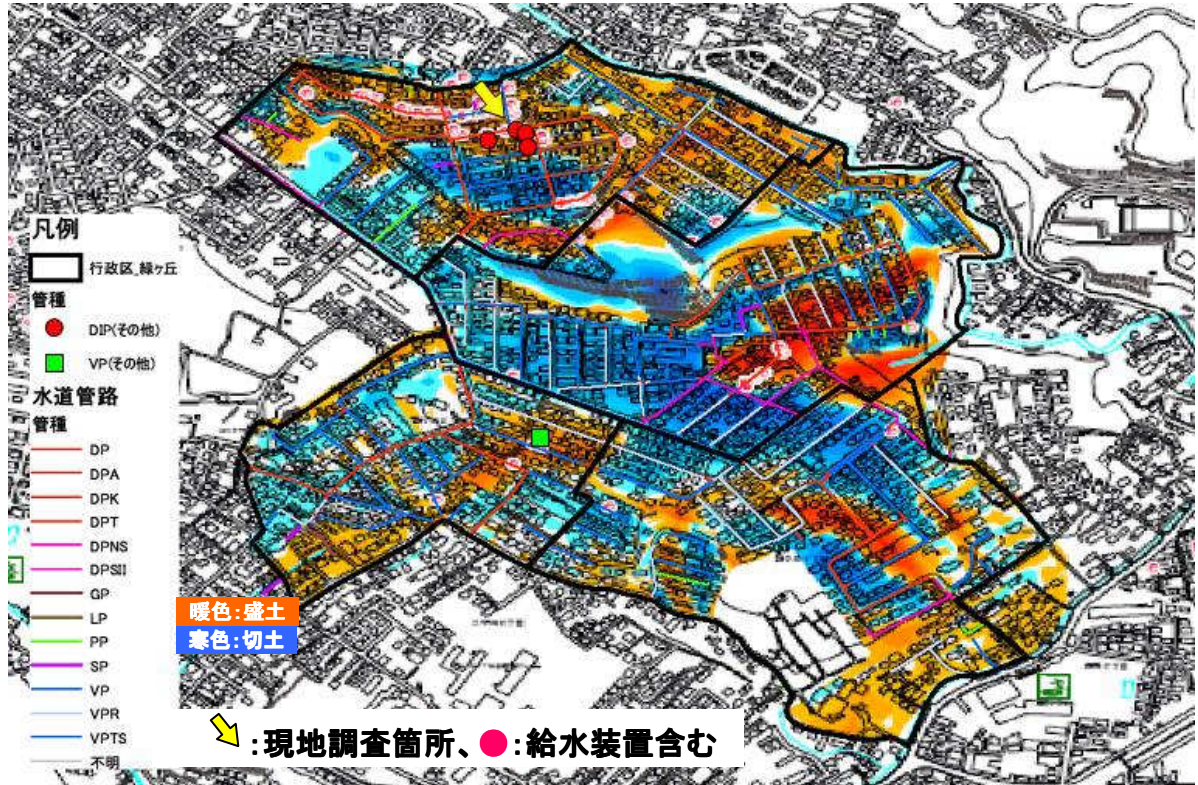 凡例
行政区_緑ヶ丘
管種
DIP(その他)
VP(その他)
水道管路
管種
DP
DPA
DPK
DPT
DPNS
DPSII
GP
LP
PP
SP
VP
VPR
VPTS
不明
暖色:盛土
寒色:切土
:現地調査箇所、●:給水装置含む